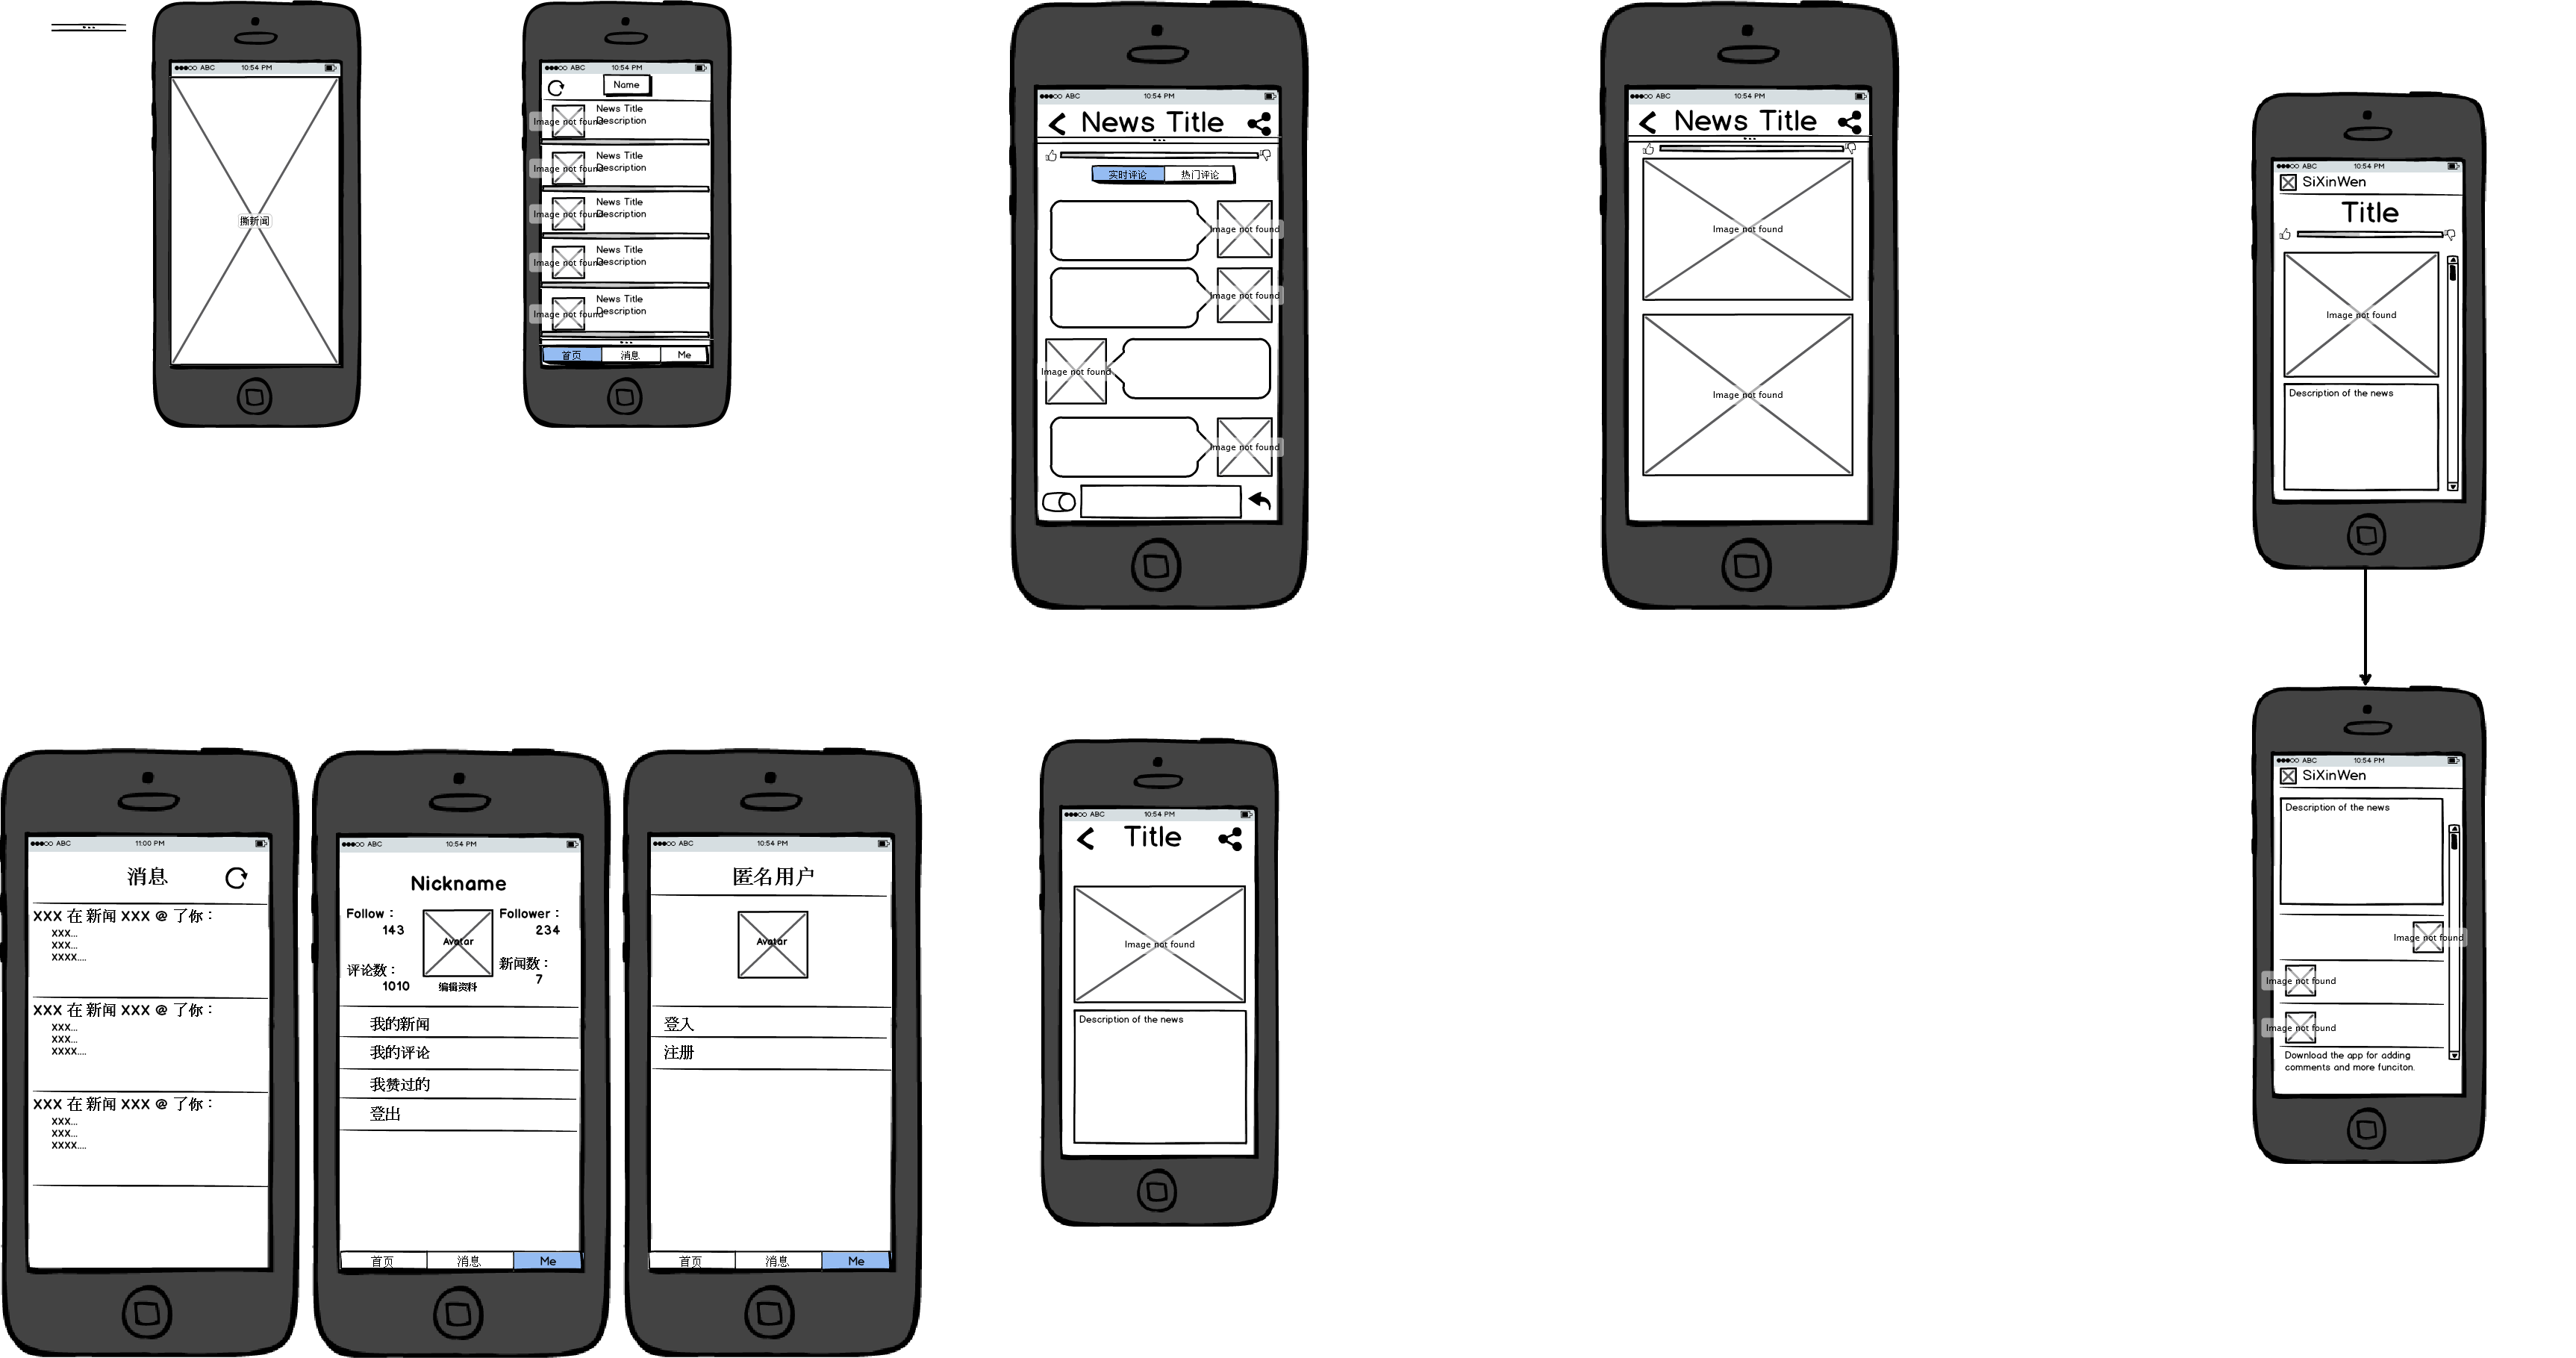 ABC 10:54 PM
撕新闻
ABC 10:54 PM
Name
News Title
Description
Image not found
News Title
Description
Image not found
News Title
Description
Image not found
News Title
Description
Image not found
News Title
Description
Image not found
首页 消息 Me
ABC 10:54 PM
News Title
实时评论 热门评论
Image not found
Image not found
Image not found
Image not found
ABC 10:54 PM
News Title
Image not found
Image not found
ABC 10:54 PM
SiXinWen
Title
Image not found
Description of the news
ABC 11:00 PM
消息
XXX 在 新闻 XXX @ 了你：
xxx...
xxx...
xxxx....
XXX 在 新闻 XXX @ 了你：
xxx...
xxx...
xxxx....
XXX 在 新闻 XXX @ 了你：
xxx...
xxx...
xxxx....
ABC 10:54 PM
Nickname
Follow： Follower：
143 234
Avatar
评论数： 新闻数：
1010 7
编辑资料
我的新闻
我的评论
我赞过的
登出
首页 消息 Me
ABC 10:54 PM
匿名用户
Avatar
登入
注册
首页 消息 Me
ABC 10:54 PM
Title
Image not found
Description of the news
ABC 10:54 PM
SiXinWen
Description of the news
Image not found
Image not found
Image not found
Download the app for adding
comments and more funciton.